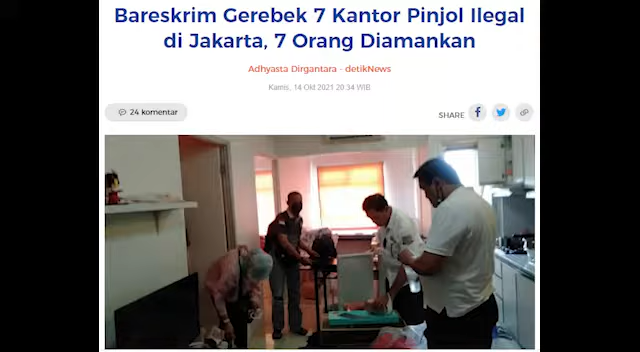 Bareskrim Gerebek 7 Kantor Pinjol Ilegal
di Jakarta, 7 Orang Diamankan
Adhyasta Dirgantara - detikNews
Kamis, 14 Okt 2021 20:34 WIB
24 komentar
SHARE